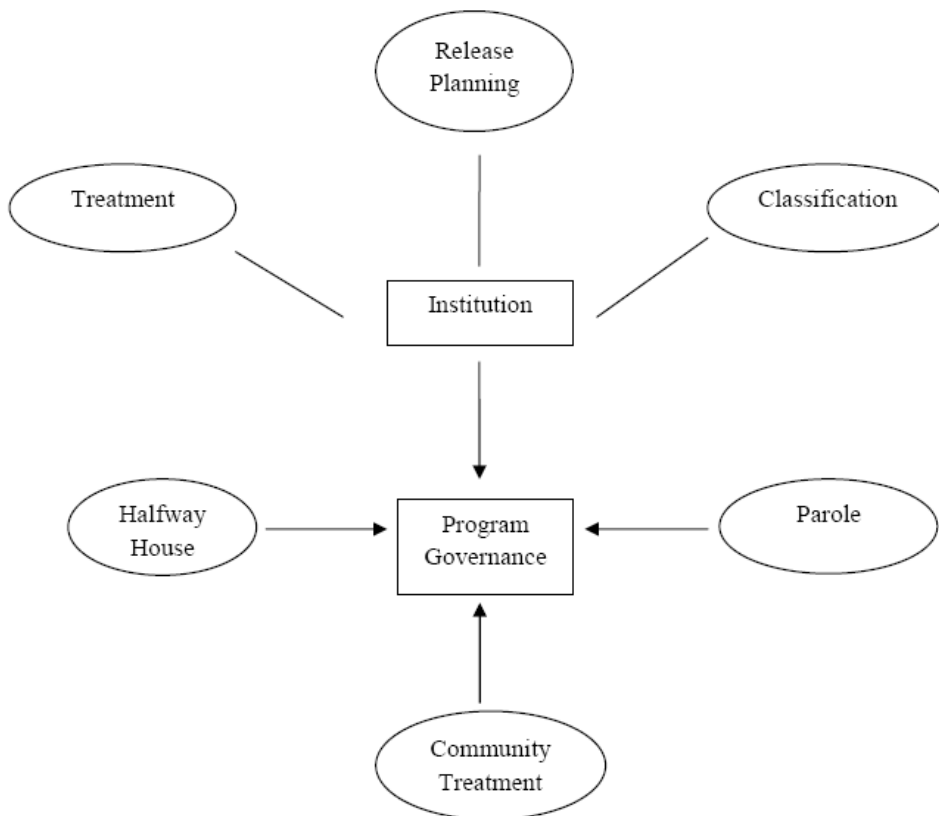 Release
Planning
Treatment
Classification
Institution
Halfway
House
Program
Governance
Parole
Community
Treatment